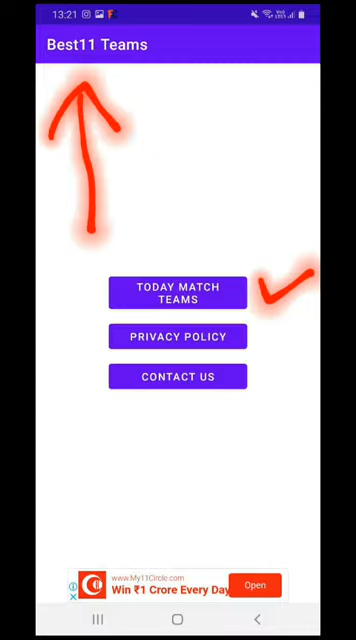 13:21
Best11 Teams
TODAY MATCH
TEAMS
PRIVACY POLICY
CONTACT US
www.My11Circle.com
Win ₹1 Crore Every Day
Open